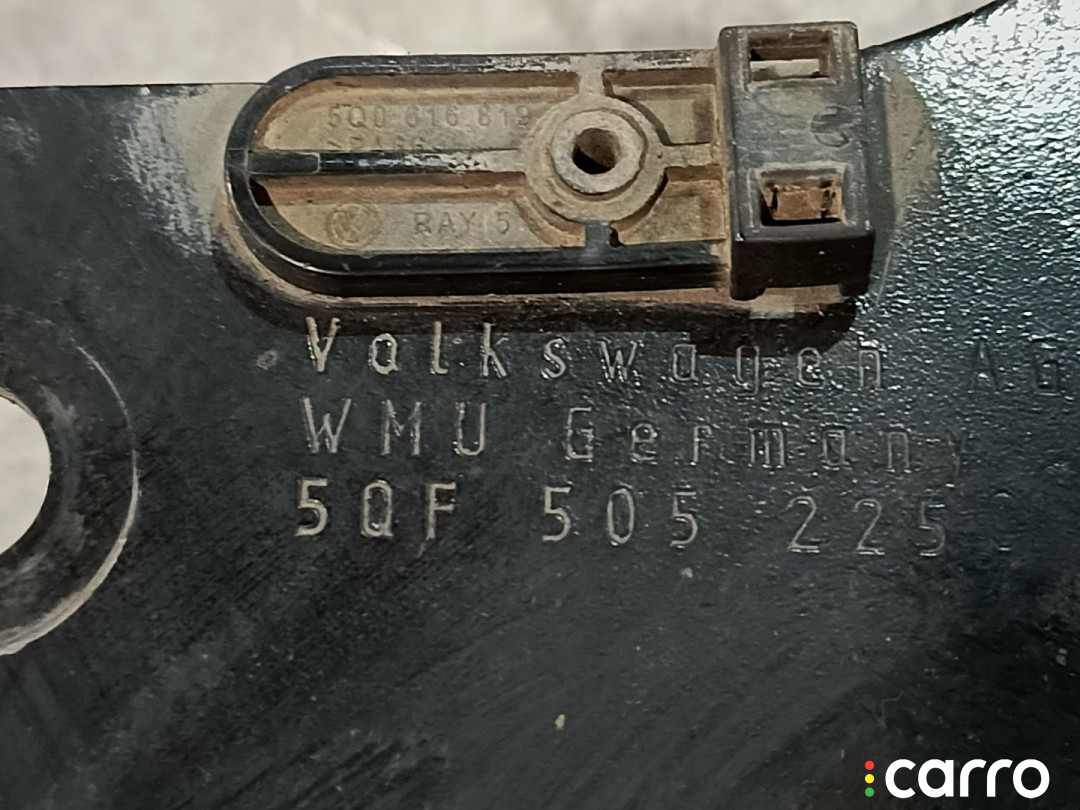 5Q0 616 819
RAY 5
Volkswagen AG
WMU Germany
5QF 505 225
carro